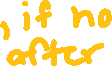 , if no
after